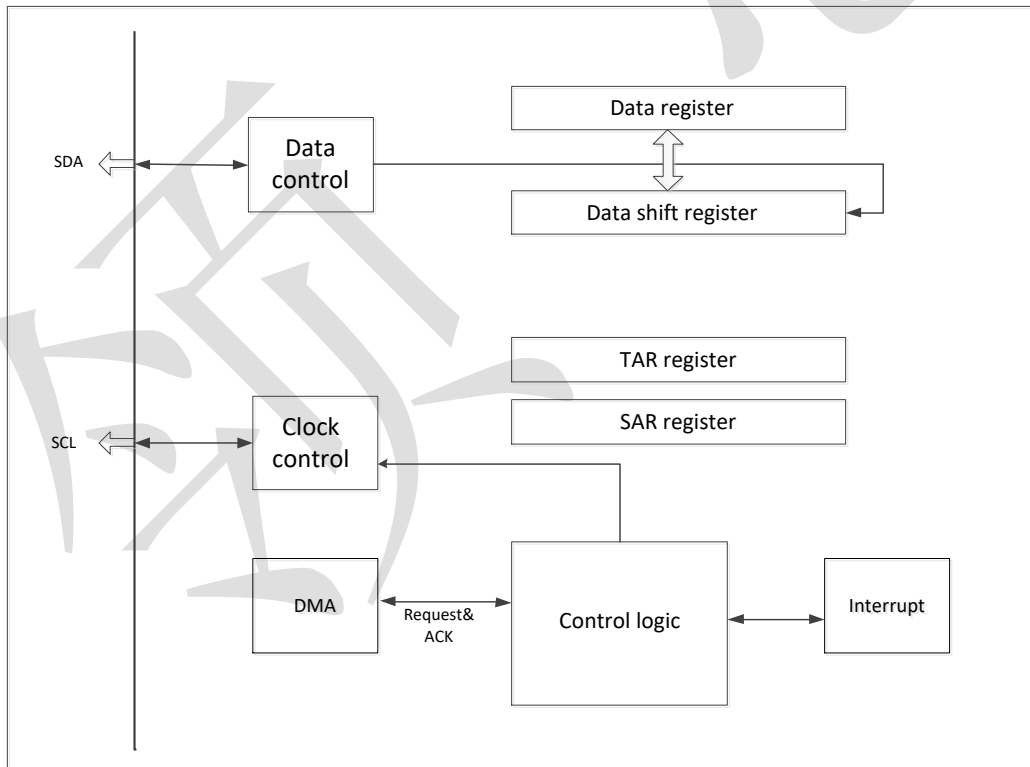 Data register
SDA
Data
control
Data shift register
TAR register
SAR register
SCL
Clock
control
DMA
Request&
ACK
Control logic
Interrupt